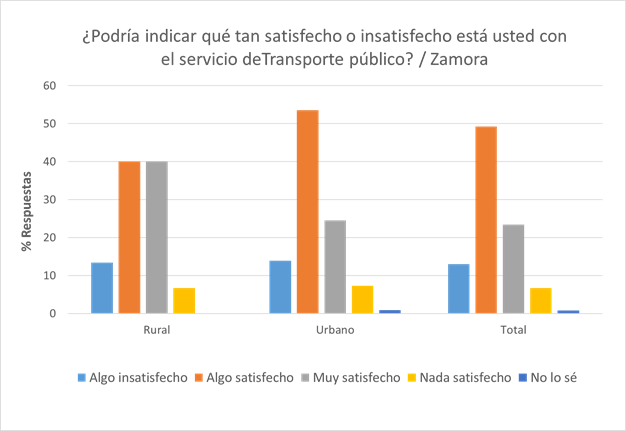 ¿Podría indicar qué tan satisfecho o insatisfecho está usted con
el servicio deTransporte público? / Zamora
60
50
40
30
20
10
0
% Respuestas
Rural Urbano Total
Algo insatisfecho Algo satisfecho Muy satisfecho Nada satisfecho No lo sé